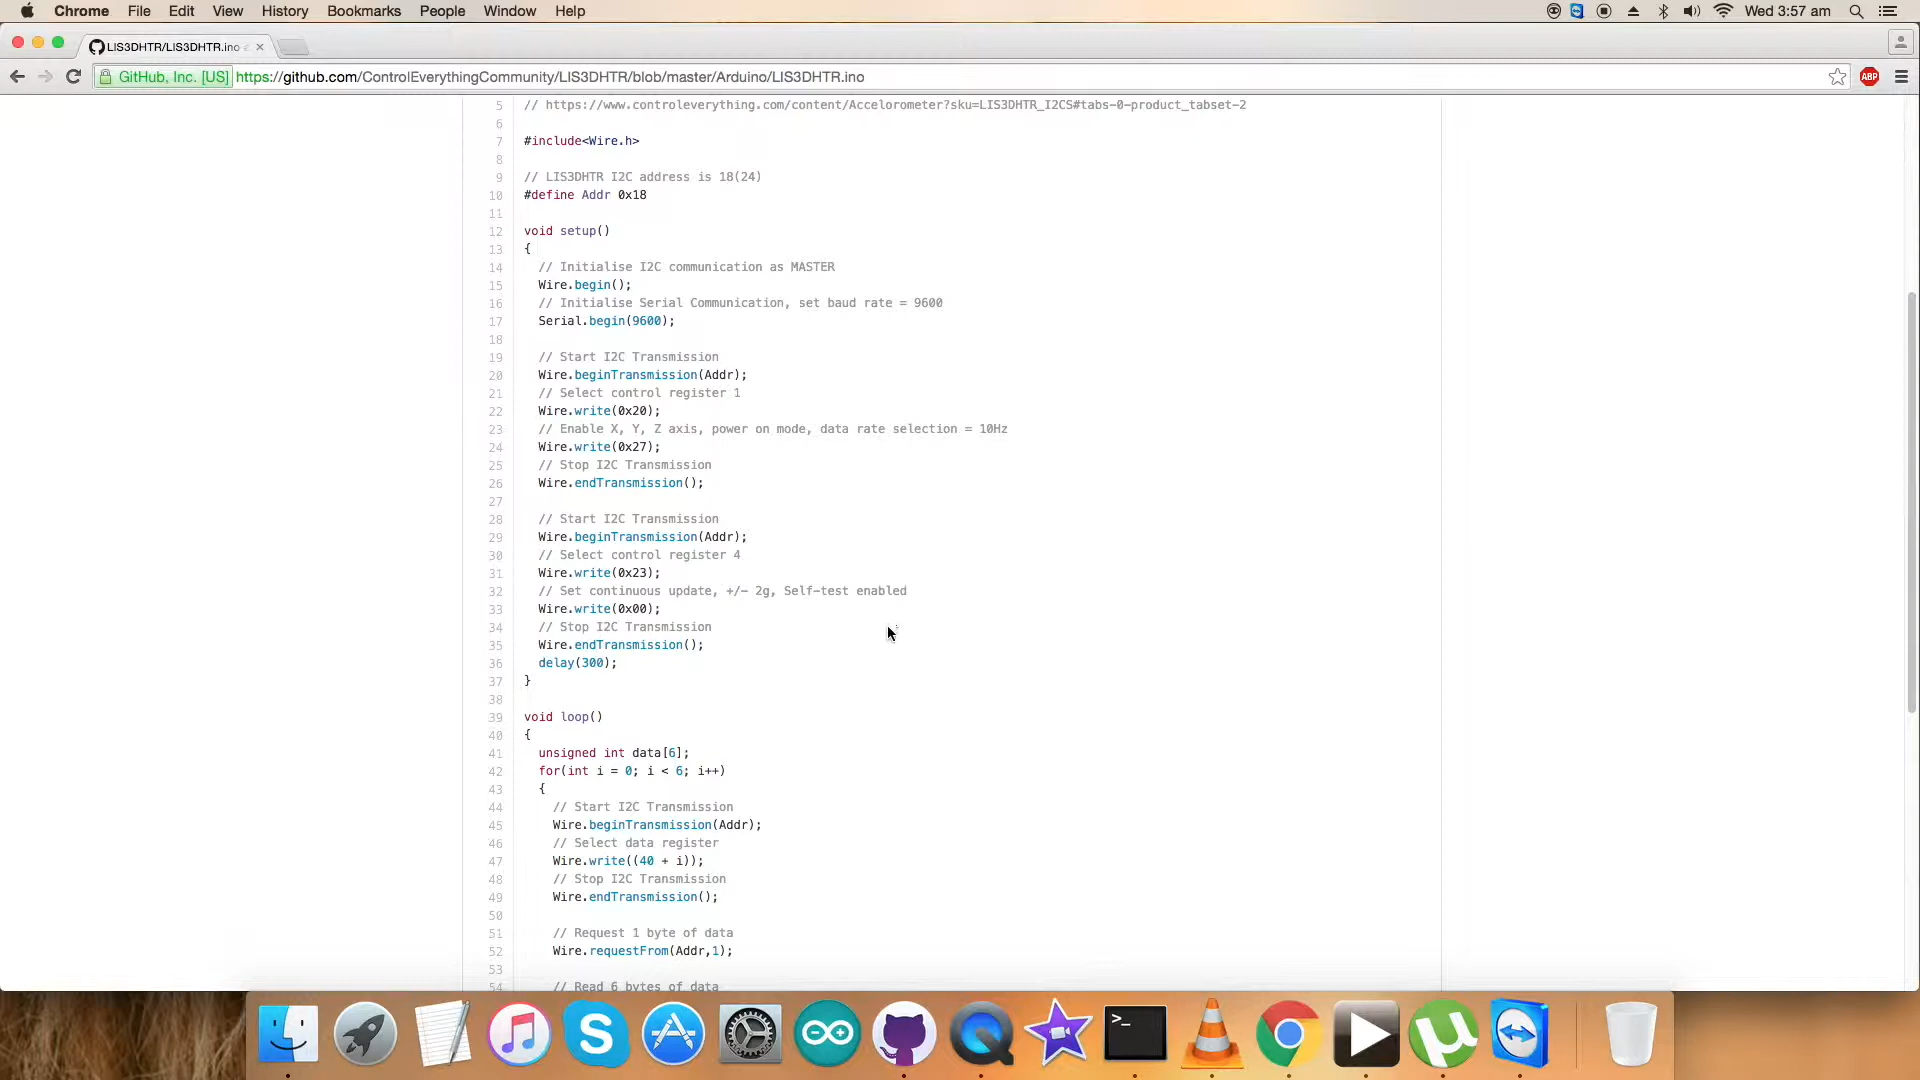 Chrome File Edit View History Bookmarks People Window Help Wed 3:57 am
LIS3DHTR/LIS3DHTR.ino
GitHub, Inc. [US] https://github.com/ControlEverythingCommunity/LIS3DHTR/blob/master/Arduino/LIS3DHTR.ino ABP
5 // https://www.controleverything.com/content/Accelorometer?sku=LIS3DHTR_I2CS#tabs-0-product_tabset-2
6
7 #include<Wire.h>
8
9 // LIS3DHTR I2C address is 18(24)
10 #define Addr 0x18
11
12 void setup()
13 {
14 // Initialise I2C communication as MASTER
15 Wire.begin();
16 // Initialise Serial Communication, set baud rate = 9600
17 Serial.begin(9600);
18
19 // Start I2C Transmission
20 Wire.beginTransmission(Addr);
21 // Select control register 1
22 Wire.write(0x20);
23 // Enable X, Y, Z axis, power on mode, data rate selection = 10Hz
24 Wire.write(0x27);
25 // Stop I2C Transmission
26 Wire.endTransmission();
27
28 // Start I2C Transmission
29 Wire.beginTransmission(Addr);
30 // Select control register 4
31 Wire.write(0x23);
32 // Set continuous update, +/- 2g, Self-test enabled
33 Wire.write(0x00);
34 // Stop I2C Transmission
35 Wire.endTransmission();
36 delay(300);
37 }
38
39 void loop()
40 {
41 unsigned int data[6];
42 for(int i = 0; i < 6; i++)
43 {
44 // Start I2C Transmission
45 Wire.beginTransmission(Addr);
46 // Select data register
47 Wire.write((40 + i));
48 // Stop I2C Transmission
49 Wire.endTransmission();
50
51 // Request 1 byte of data
52 Wire.requestFrom(Addr,1);
53
54 // Read 6 bytes of data